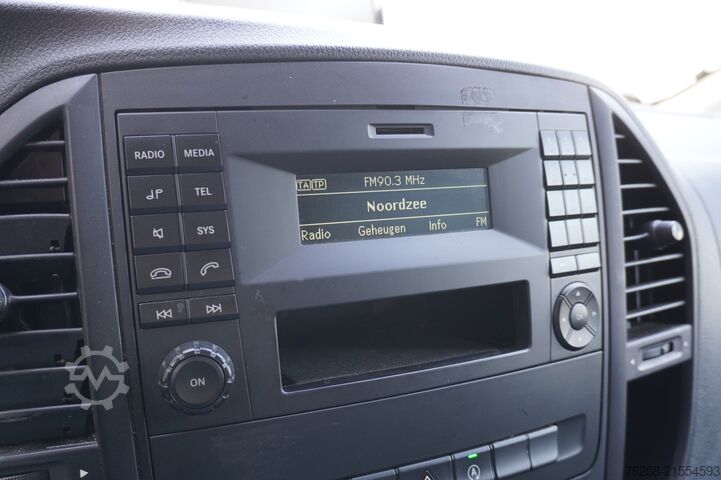 RADIO MEDIA
TEL
SYS
ON
TA TP FM90.3 MHz
Noordzee
Radio Geheugen Info FM
A
76258-21554593